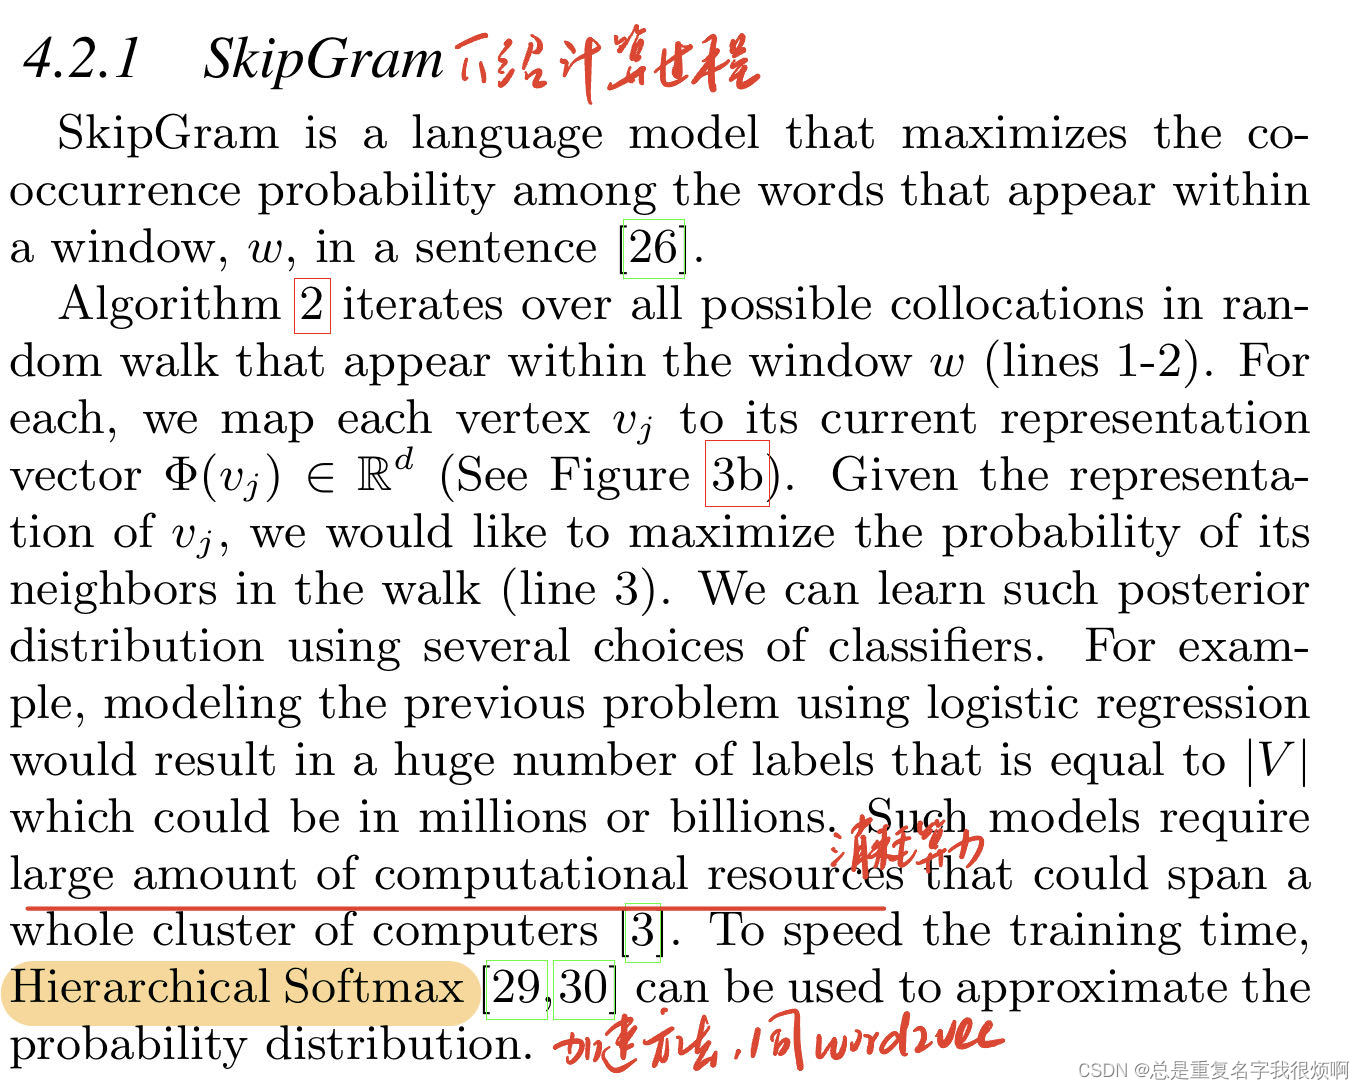 4.2.1 SkipGram 介绍计算过程
SkipGram is a language model that maximizes the co-
occurrence probability among the words that appear within
a window, w, in a sentence [26].
Algorithm 2 iterates over all possible collocations in ran-
dom walk that appear within the window w (lines 1-2). For
each, we map each vertex v_j to its current representation
vector Φ(v_j) ∈ ℝ^d (See Figure 3b). Given the representa-
tion of v_j, we would like to maximize the probability of its
neighbors in the walk (line 3). We can learn such posterior
distribution using several choices of classifiers. For exam-
ple, modeling the previous problem using logistic regression
would result in a huge number of labels that is equal to |V|
which could be in millions or billions. Such models require
消耗算力
large amount of computational resources that could span a
whole cluster of computers [3]. To speed the training time,
Hierarchical Softmax [29,30] can be used to approximate the
probability distribution. 加速方法，同word2vec
CSDN @总是重复名字我很烦啊